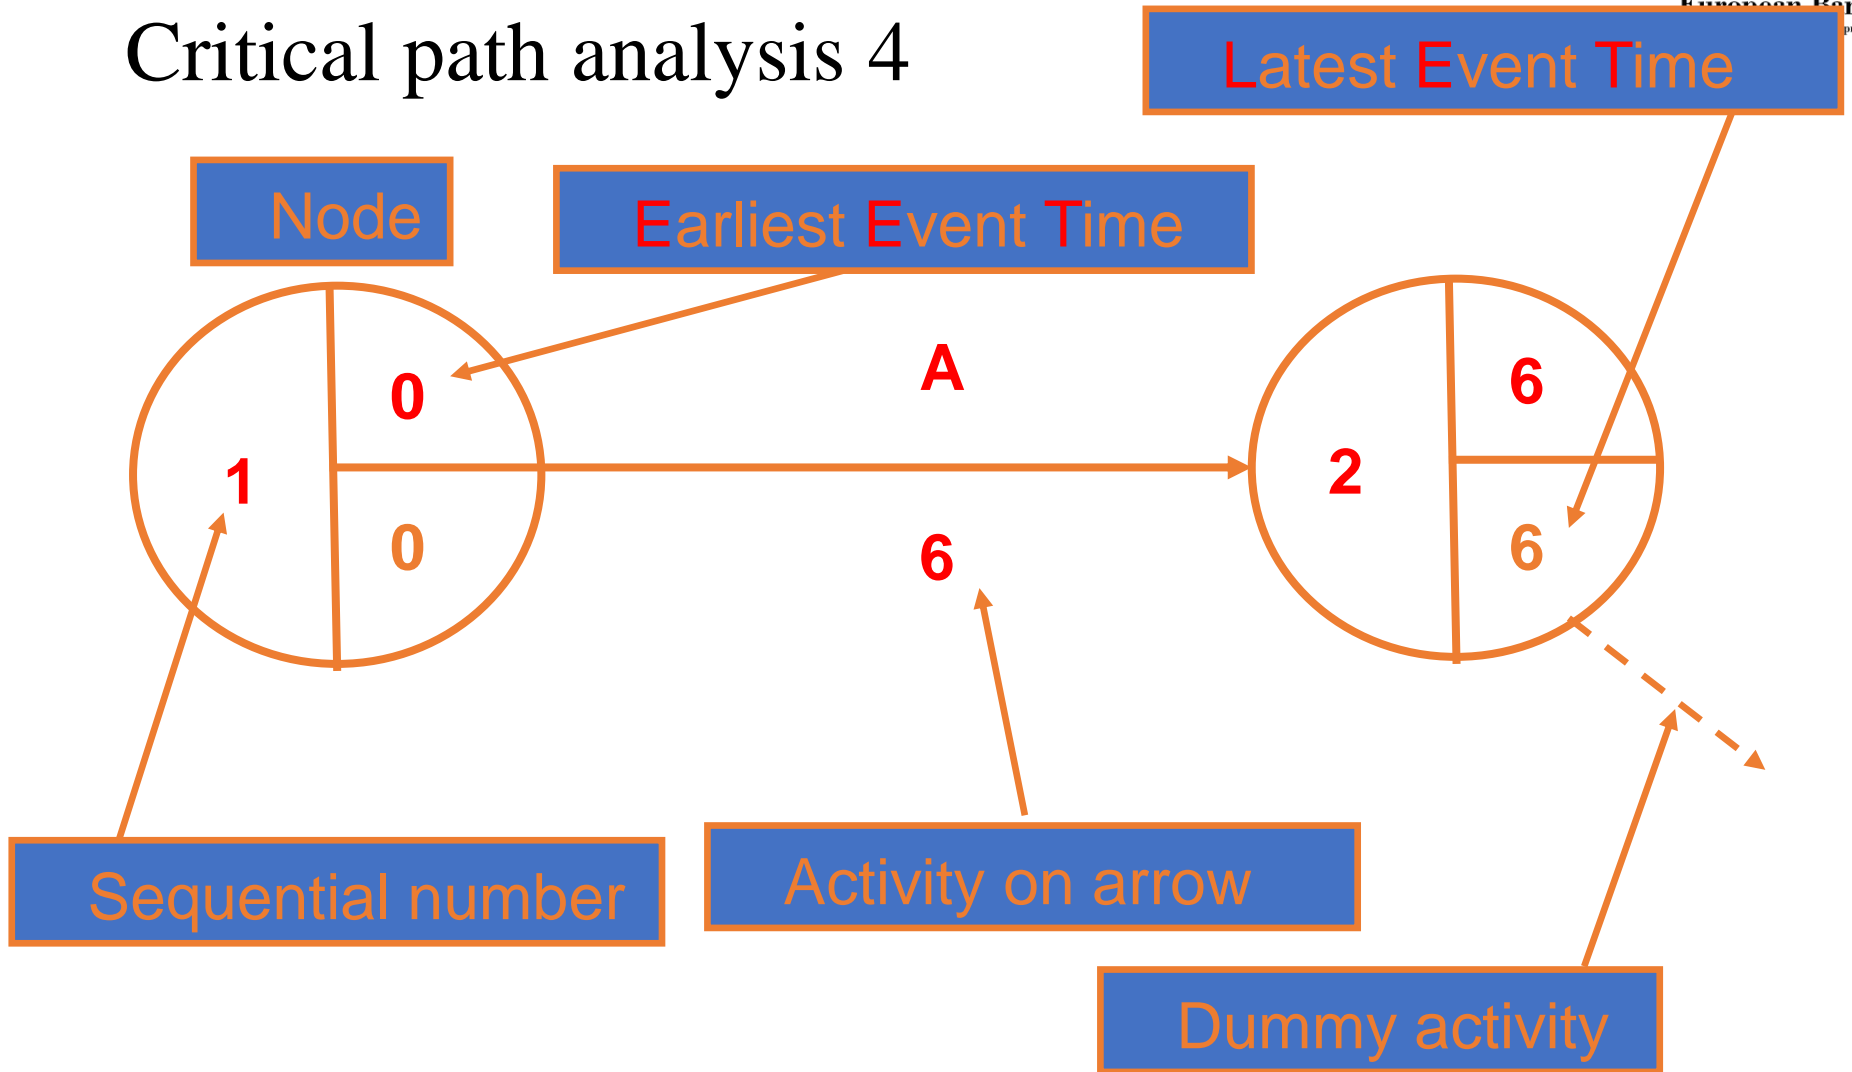 Critical path analysis 4
Latest Event Time
Node
Earliest Event Time
A
0
6
1
2
0
6
6
Sequential number
Activity on arrow
Dummy activity